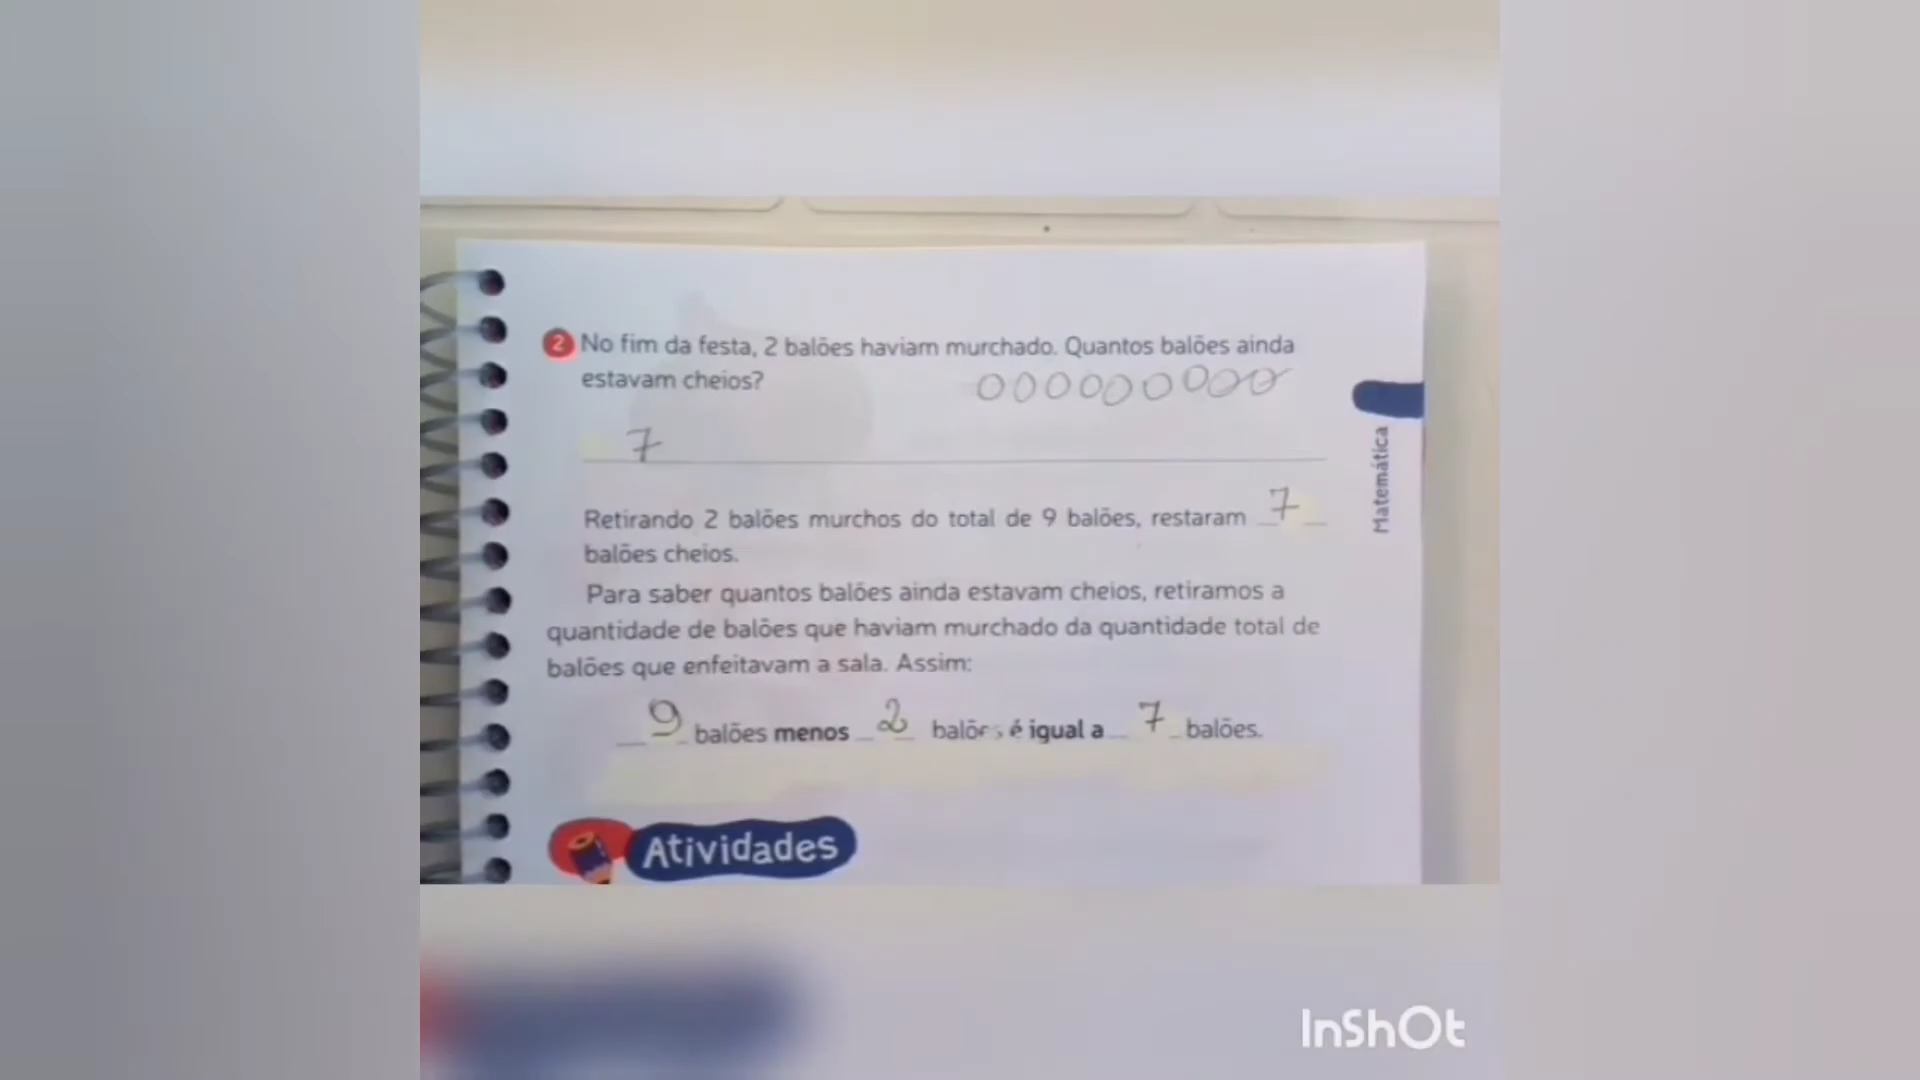 2 No fim da festa, 2 balões haviam murchado. Quantos balões ainda
estavam cheios?
7
Retirando 2 balões murchos do total de 9 balões, restaram 7
balões cheios.
Para saber quantos balões ainda estavam cheios, retiramos a
quantidade de balões que haviam murchado da quantidade total de
balões que enfeitavam a sala. Assim:
9 balões menos 2 balões é igual a 7 balões.
Atividades
Matemática
InShOt